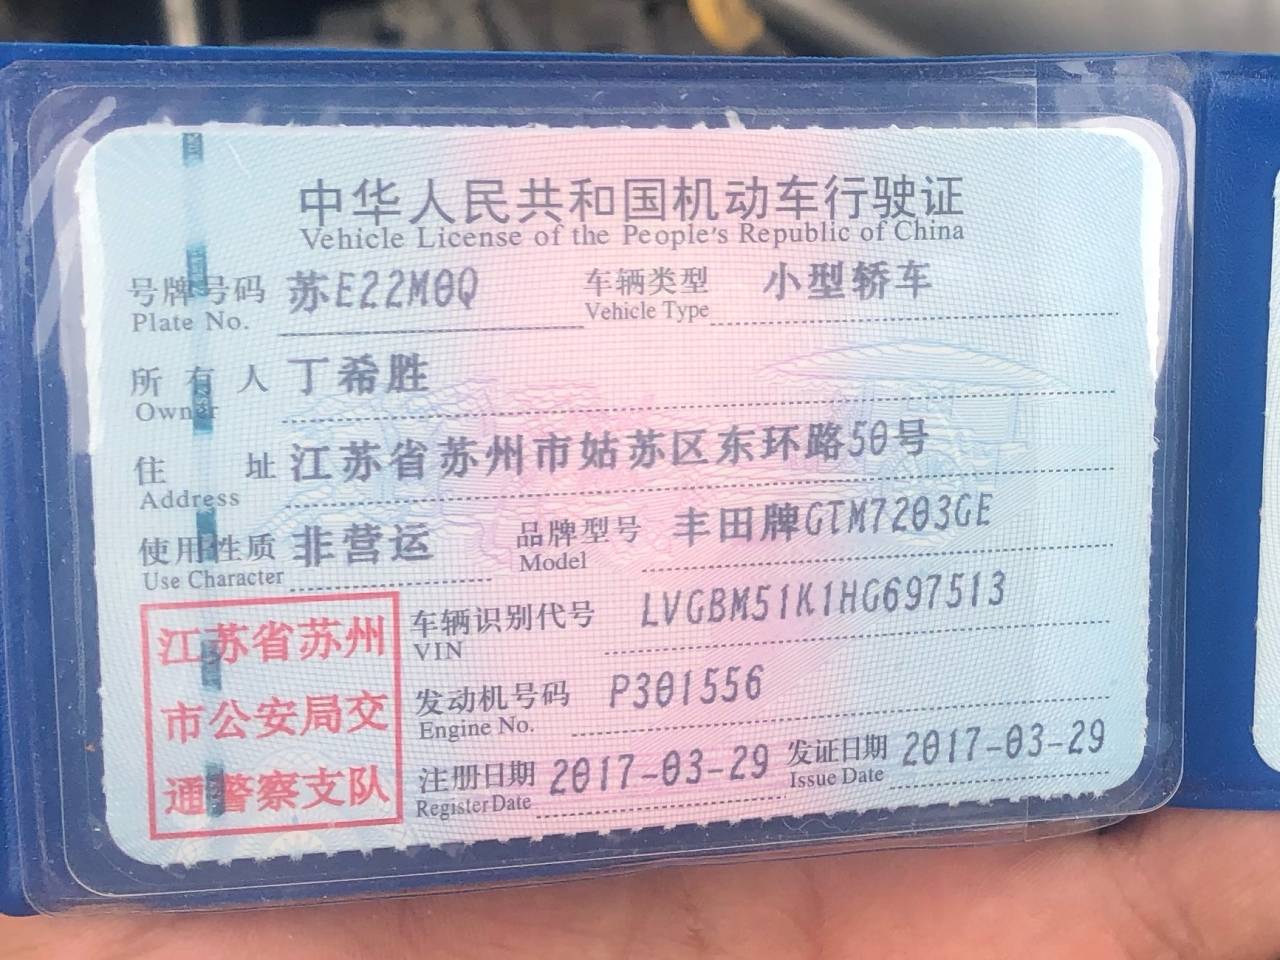 中华人民共和国机动车行驶证
Vehicle License of the People's Republic of China
号牌号码 苏E22M0Q 车辆类型 小型轿车
Plate No. Vehicle Type
所有人 丁希胜
Owner
住址 江苏省苏州市姑苏区东环路50号
Address
使用性质 非营运 品牌型号 丰田牌GTM7203GE
Use Character Model
江苏省苏州
市公安局交
通警察支队
车辆识别代号 LVGBM51K1HG697513
VIN
发动机号码 P301556
Engine No.
注册日期 2017-03-29 发证日期 2017-03-29
Register Date Issue Date